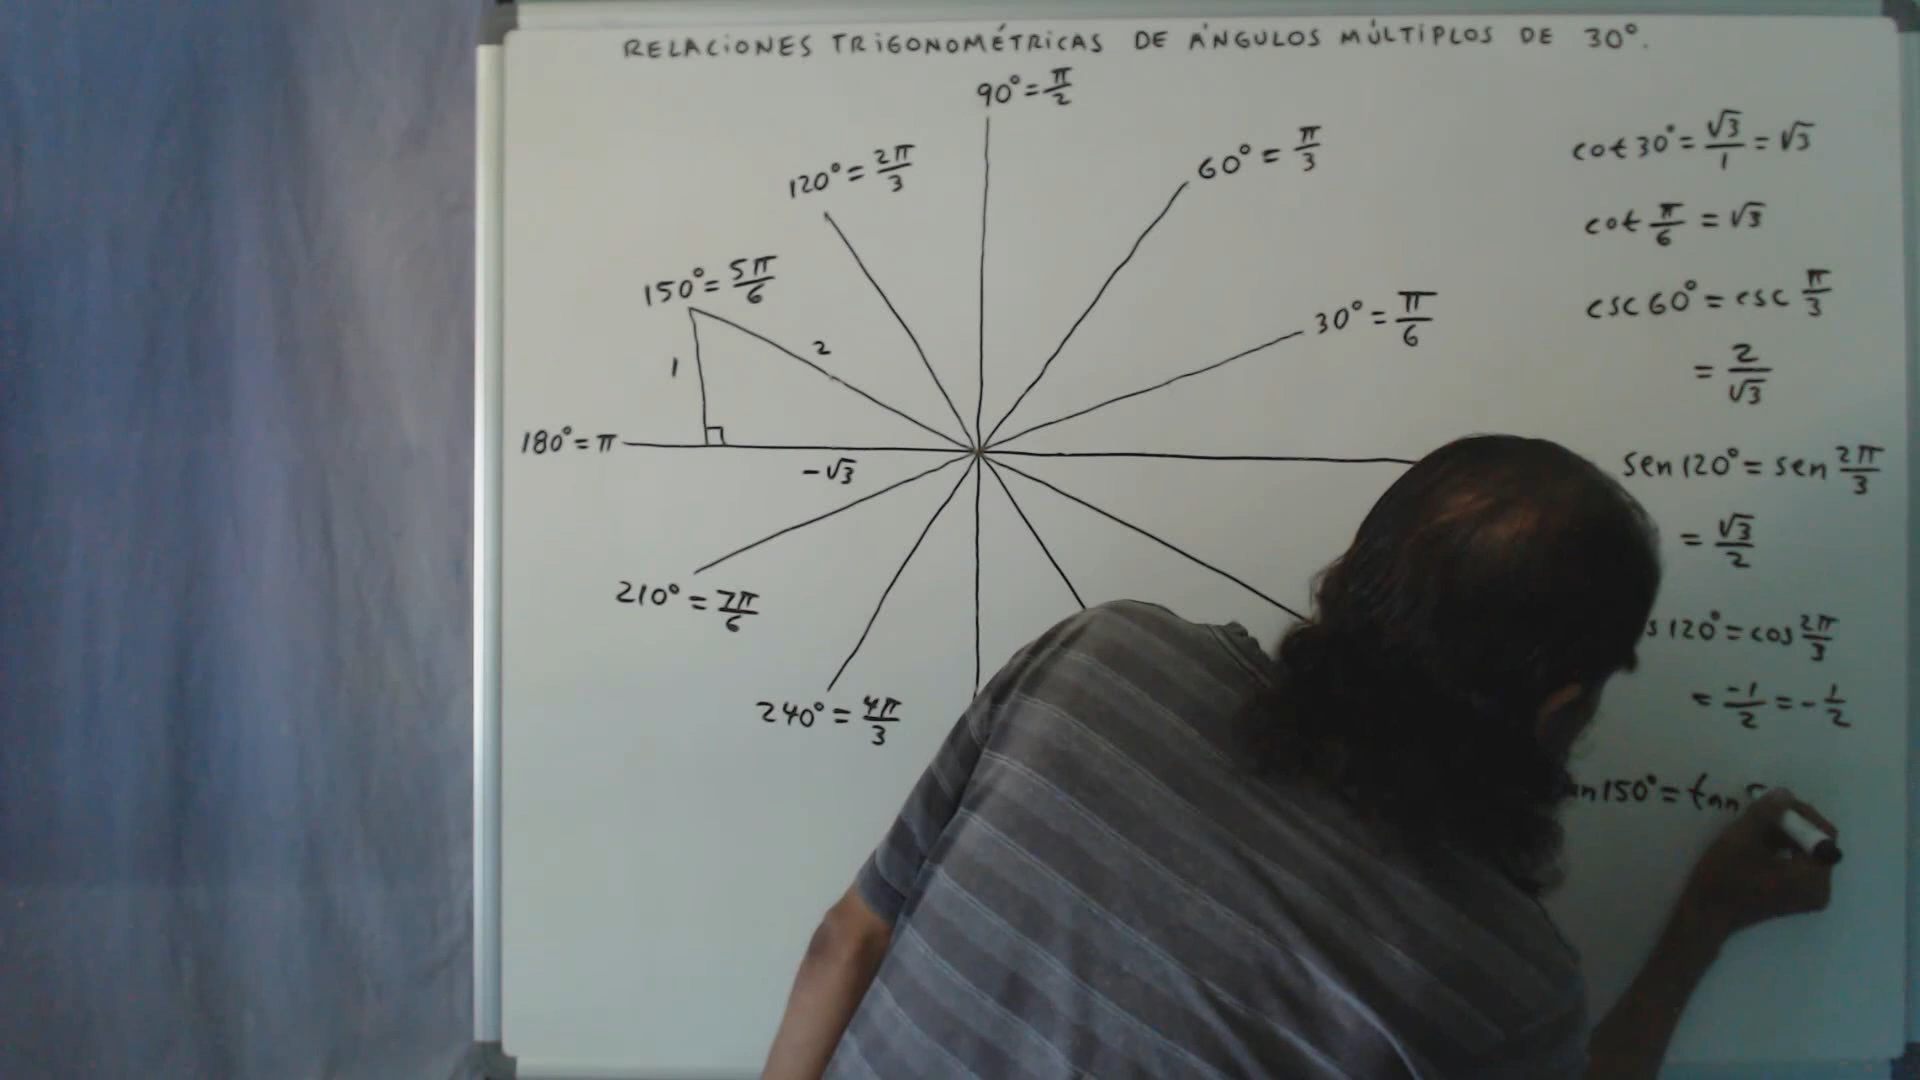 RELACIONES TRIGONOMÉTRICAS DE ÁNGULOS MÚLTIPLOS DE 30°.
90° = π/2
120° = 2π/3
60° = π/3
150° = 5π/6
30° = π/6
2
1
180° = π
-√3
210° = 7π/6
240° = 4π/3
cot 30° = √3/1 = √3
cot π/6 = √3
csc 60° = csc π/3
= 2/√3
sen 120° = sen 2π/3
= √3/2
s 120° = cos 2π/3
= -1/2 = -1/2
an 150° = tan 5